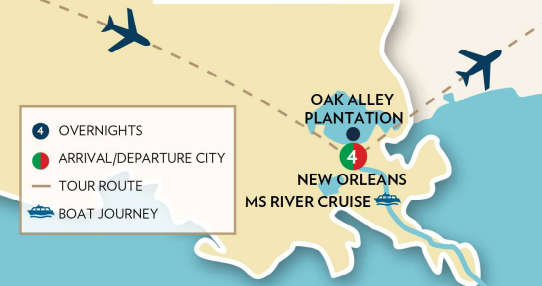 OAK ALLEY
PLANTATION
4
NEW ORLEANS
MS RIVER CRUISE
4 OVERNIGHTS
ARRIVAL/DEPARTURE CITY
TOUR ROUTE
BOAT JOURNEY